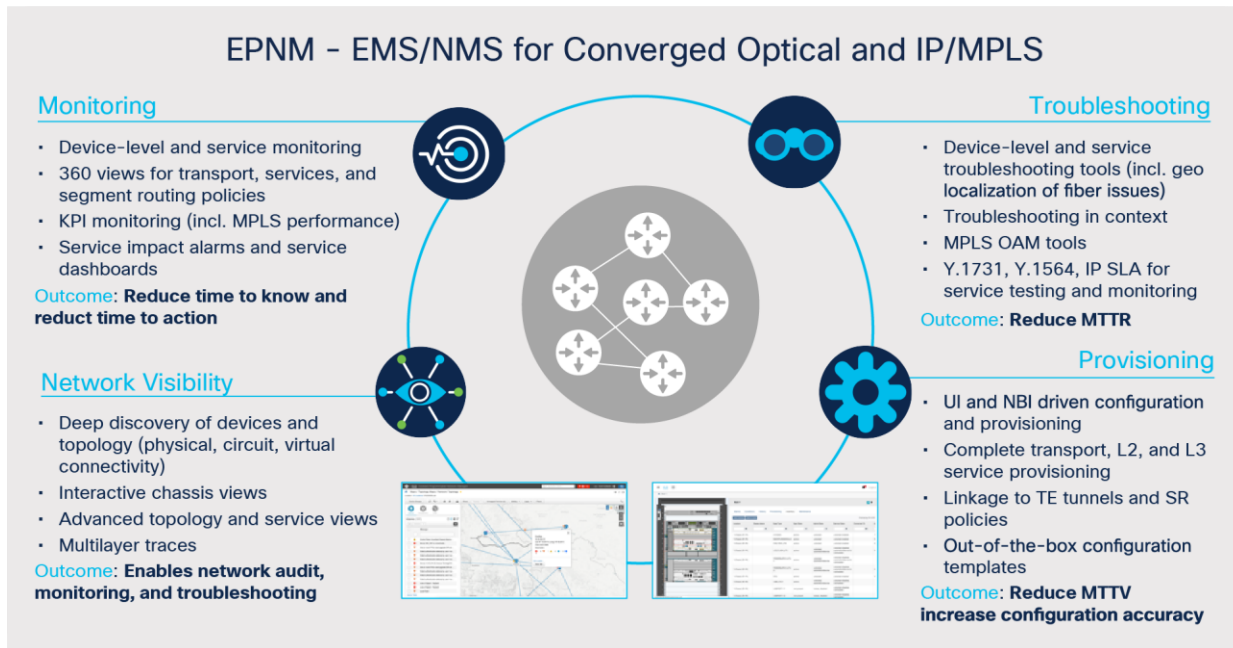 EPNM - EMS/NMS for Converged Optical and IP/MPLS
Monitoring
• Device-level and service monitoring
• 360 views for transport, services, and
segment routing policies
• KPI monitoring (incl. MPLS performance)
• Service impact alarms and service
dashboards
Outcome: Reduce time to know and
reduct time to action
Network Visibility
• Deep discovery of devices and
topology (physical, circuit, virtual
connectivity)
• Interactive chassis views
• Advanced topology and service views
• Multilayer traces
Outcome: Enables network audit,
monitoring, and troubleshooting
Troubleshooting
• Device-level and service
troubleshooting tools (incl. geo
localization of fiber issues)
• Troubleshooting in context
• MPLS OAM tools
• Y.1731, Y.1564, IP SLA for
service testing and monitoring
Outcome: Reduce MTTR
Provisioning
• UI and NBI driven configuration
and provisioning
• Complete transport, L2, and L3
service provisioning
• Linkage to TE tunnels and SR
policies
• Out-of-the-box configuration
templates
Outcome: Reduce MTTV
increase configuration accuracy